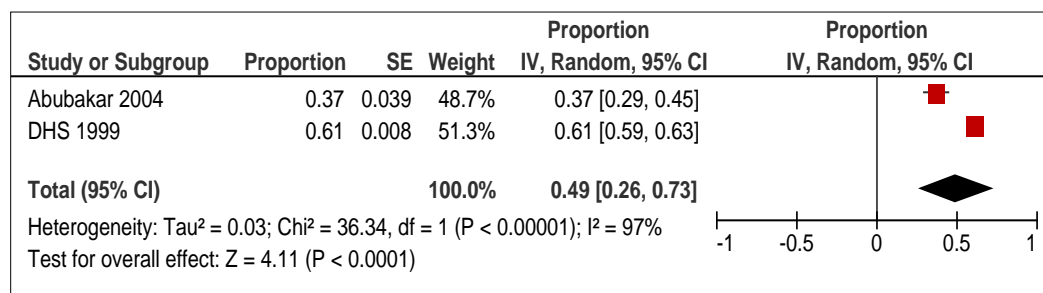 Proportion Proportion
Study or Subgroup Proportion SE Weight IV, Random, 95% CI IV, Random, 95% CI
Abubakar 2004 0.37 0.039 48.7% 0.37 [0.29, 0.45]
DHS 1999 0.61 0.008 51.3% 0.61 [0.59, 0.63]
Total (95% CI) 100.0% 0.49 [0.26, 0.73]
Heterogeneity: Tau² = 0.03; Chi² = 36.34, df = 1 (P < 0.00001); I² = 97%
Test for overall effect: Z = 4.11 (P < 0.0001)
-1 -0.5 0 0.5 1